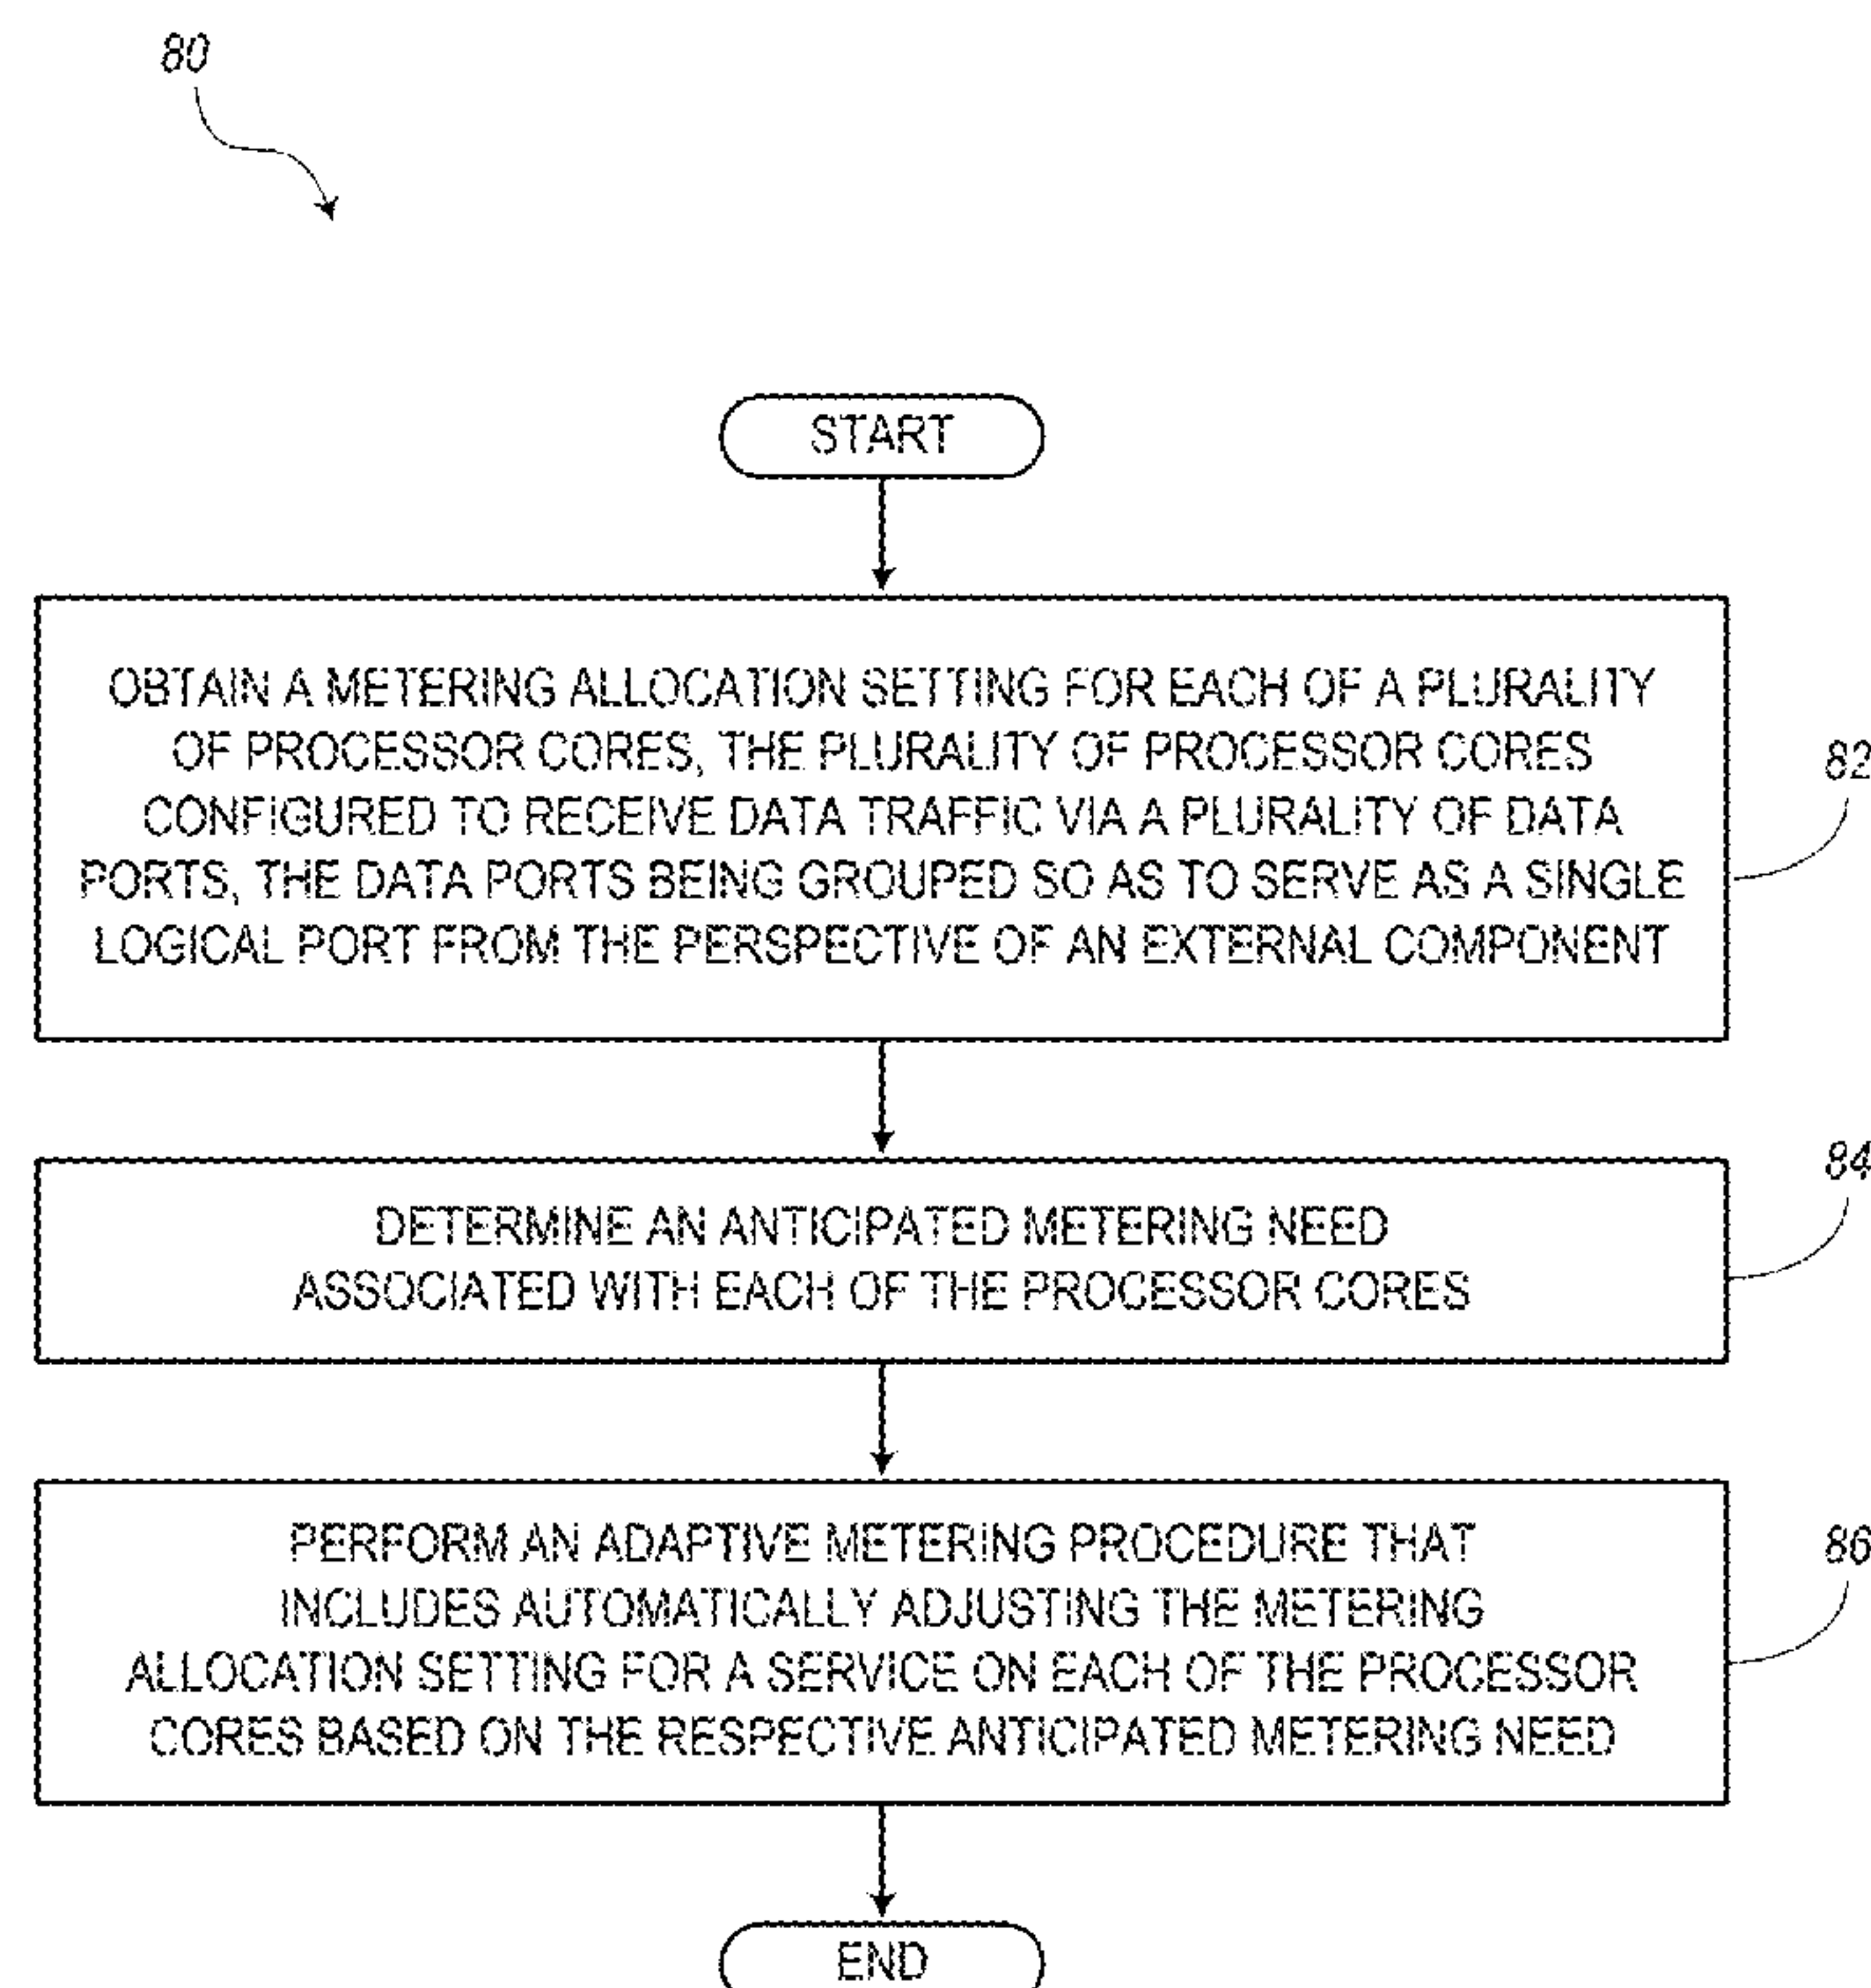 80
START
OBTAIN A METERING ALLOCATION SETTING FOR EACH OF A PLURALITY
OF PROCESSOR CORES, THE PLURALITY OF PROCESSOR CORES
CONFIGURED TO RECEIVE DATA TRAFFIC VIA A PLURALITY OF DATA
PORTS, THE DATA PORTS BEING GROUPED SO AS TO SERVE AS A SINGLE
LOGICAL PORT FROM THE PERSPECTIVE OF AN EXTERNAL COMPONENT
82
DETERMINE AN ANTICIPATED METERING NEED
ASSOCIATED WITH EACH OF THE PROCESSOR CORES
84
PERFORM AN ADAPTIVE METERING PROCEDURE THAT
INCLUDES AUTOMATICALLY ADJUSTING THE METERING
ALLOCATION SETTING FOR A SERVICE ON EACH OF THE PROCESSOR
CORES BASED ON THE RESPECTIVE ANTICIPATED METERING NEED
86
END